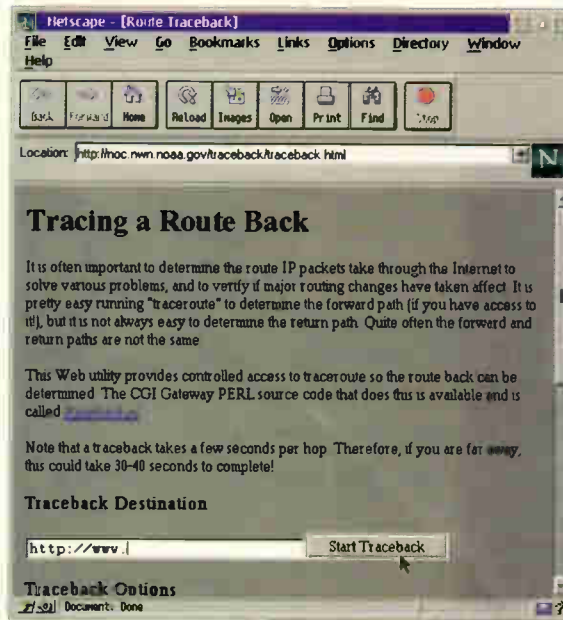 Netscape - [Route Traceback]
File Edit View Go Bookmarks Links Options Directory Window
Help
Back Forward Home Reload Images Open Print Find Stop
Location: http://noc.nwn.noaa.gov/traceback/traceback.html
N
Tracing a Route Back
It is often important to determine the route IP packets take through the Internet to
solve various problems, and to verify if major routing changes have taken affect. It is
pretty easy running "traceroute" to determine the forward path (if you have access to
it!), but it is not always easy to determine the return path. Quite often the forward and
return paths are not the same
This Web utility provides controlled access to traceroute so the route back can be
determined. The CGI Gateway PERL source code that does this is available and is
called
Note that a traceback takes a few seconds per hop. Therefore, if you are far away,
this could take 30-40 seconds to complete!
Traceback Destination
http://www.
Start Traceback
Traceback Options
Document: Done
?